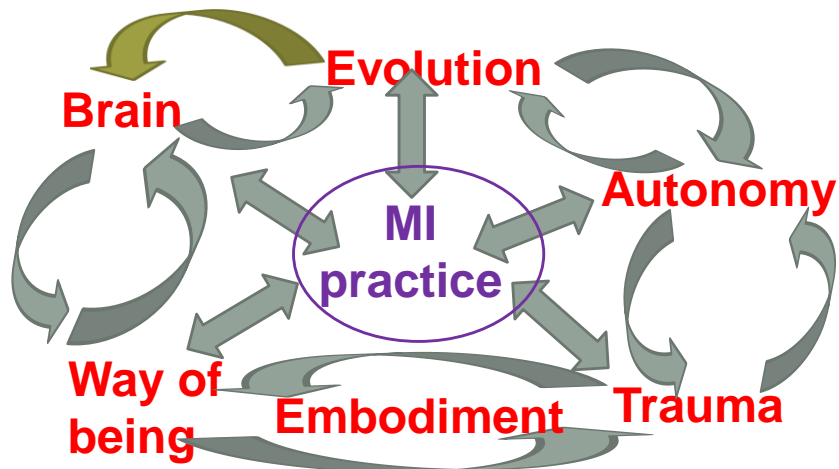 Evolution
Brain
Autonomy
MI
practice
Way of
being
Embodiment
Trauma